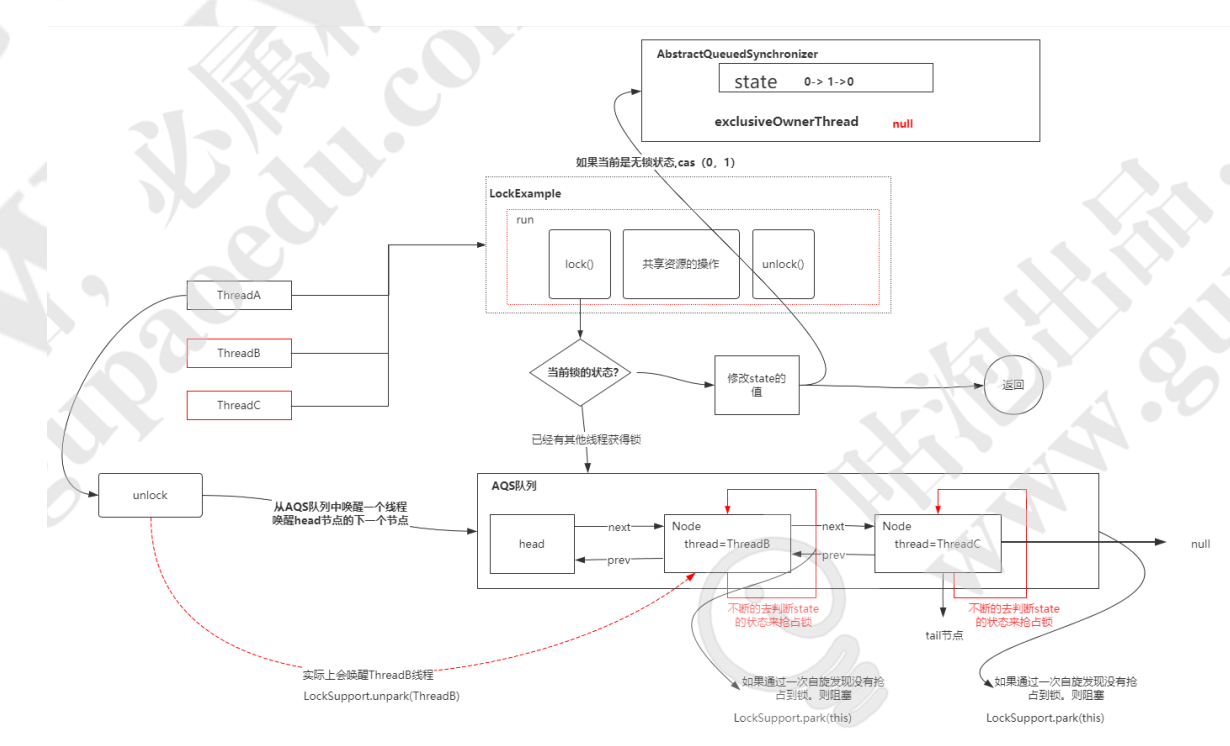 AbstractQueuedSynchronizer
state 0-> 1->0
exclusiveOwnerThread null
如果当前是无锁状态,cas（0，1）
LockExample
run
lock()
共享资源的操作
unlock()
ThreadA
ThreadB
ThreadC
当前锁的状态？
修改state的
值
返回
已经有其他线程获得锁
AQS队列
unlock
从AQS队列中唤醒一个线程
唤醒head节点的下一个节点
head
next
prev
Node
thread=ThreadB
next
prev
Node
thread=ThreadC
null
不断的去判断state
的状态来抢占锁
不断的去判断state
的状态来抢占锁
tail节点
实际上会唤醒ThreadB线程
LockSupport.unpark(ThreadB)
如果通过一次自旋发现没有抢
占到锁。则阻塞
LockSupport.park(this)
如果通过一次自旋发现没有抢
占到锁。则阻塞
LockSupport.park(this)